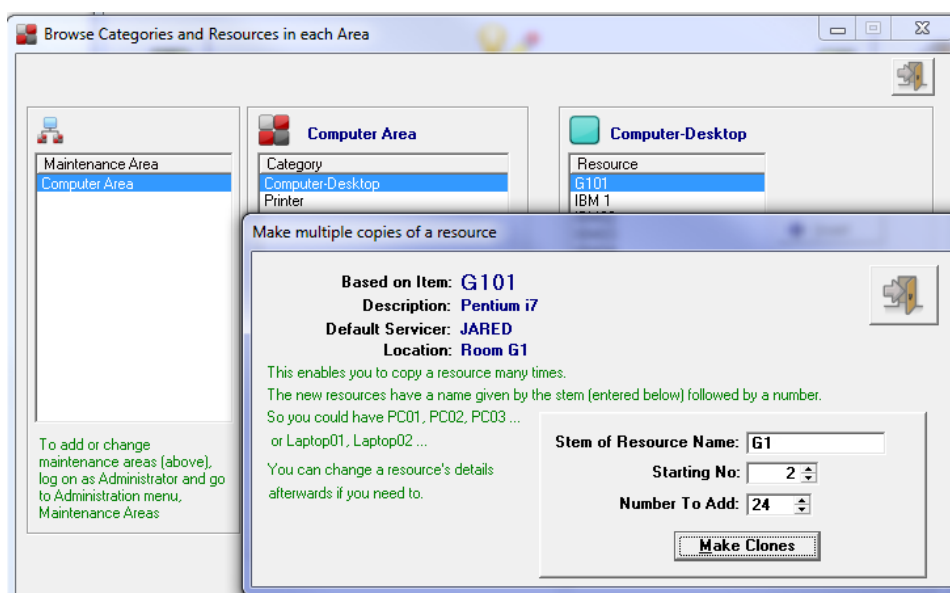 Browse Categories and Resources in each Area
Computer Area
Computer-Desktop
Maintenance Area
Computer Area
Category
Computer-Desktop
Printer
Resource
G101
IBM 1
To add or change
maintenance areas (above),
log on as Administrator and go
to Administration menu,
Maintenance Areas
Make multiple copies of a resource
Based on Item: G101
Description: Pentium i7
Default Servicer: JARED
Location: Room G1
This enables you to copy a resource many times.
The new resources have a name given by the stem (entered below) followed by a number.
So you could have PC01, PC02, PC03 ...
or Laptop01, Laptop02 ...
You can change a resource's details
afterwards if you need to.
Stem of Resource Name: G1
Starting No: 2
Number To Add: 24
Make Clones